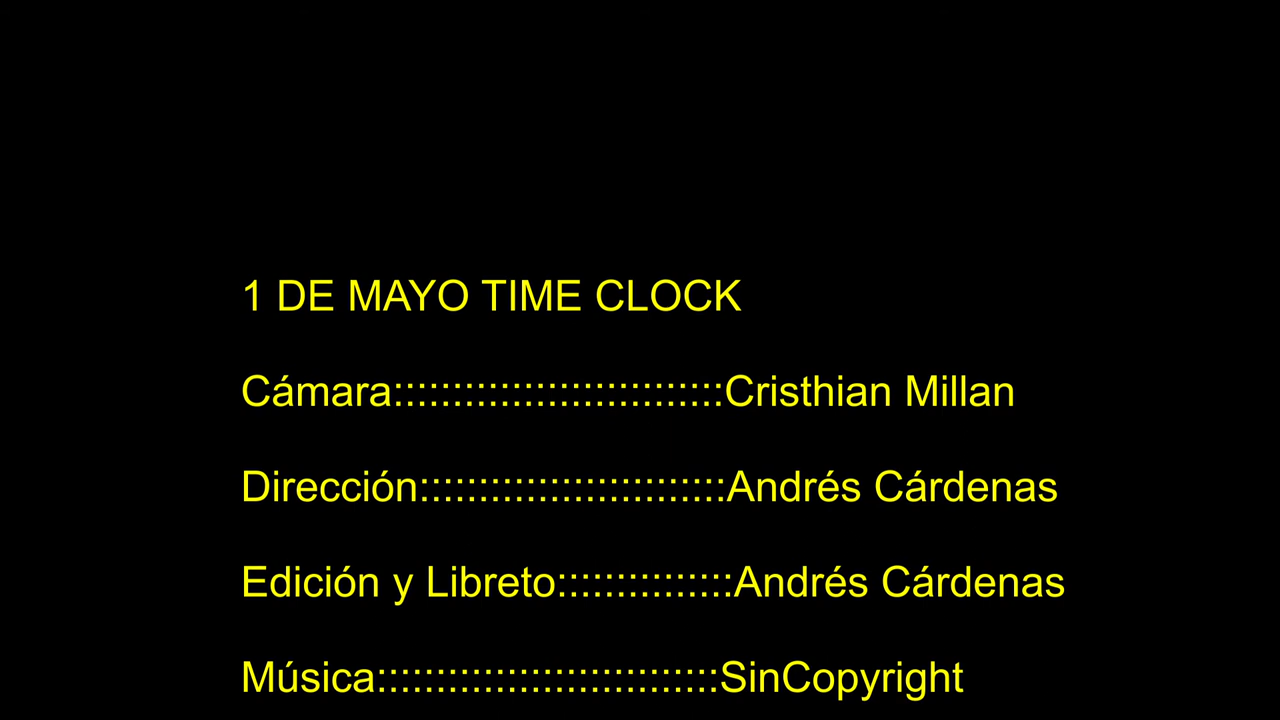 1 DE MAYO TIME CLOCK
Cámara::::::::::::::::::::::::::::Cristhian Millan
Dirección::::::::::::::::::::::::::Andrés Cárdenas
Edición y Libreto:::::::::::::::Andrés Cárdenas
Música:::::::::::::::::::::::::::::SinCopyright